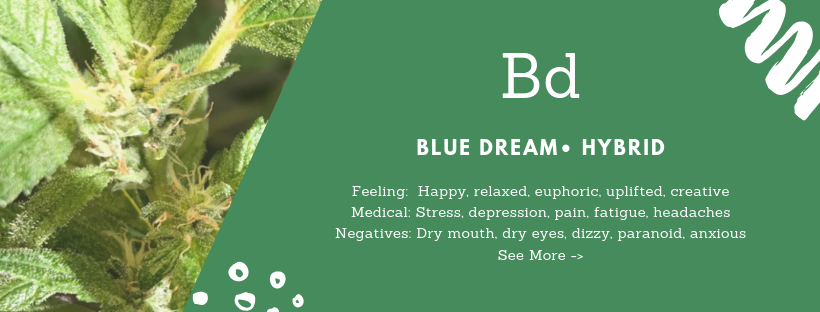 Bd
BLUE DREAM• HYBRID
Feeling:  Happy, relaxed, euphoric, uplifted, creative
Medical: Stress, depression, pain, fatigue, headaches
Negatives: Dry mouth, dry eyes, dizzy, paranoid, anxious
See More ->